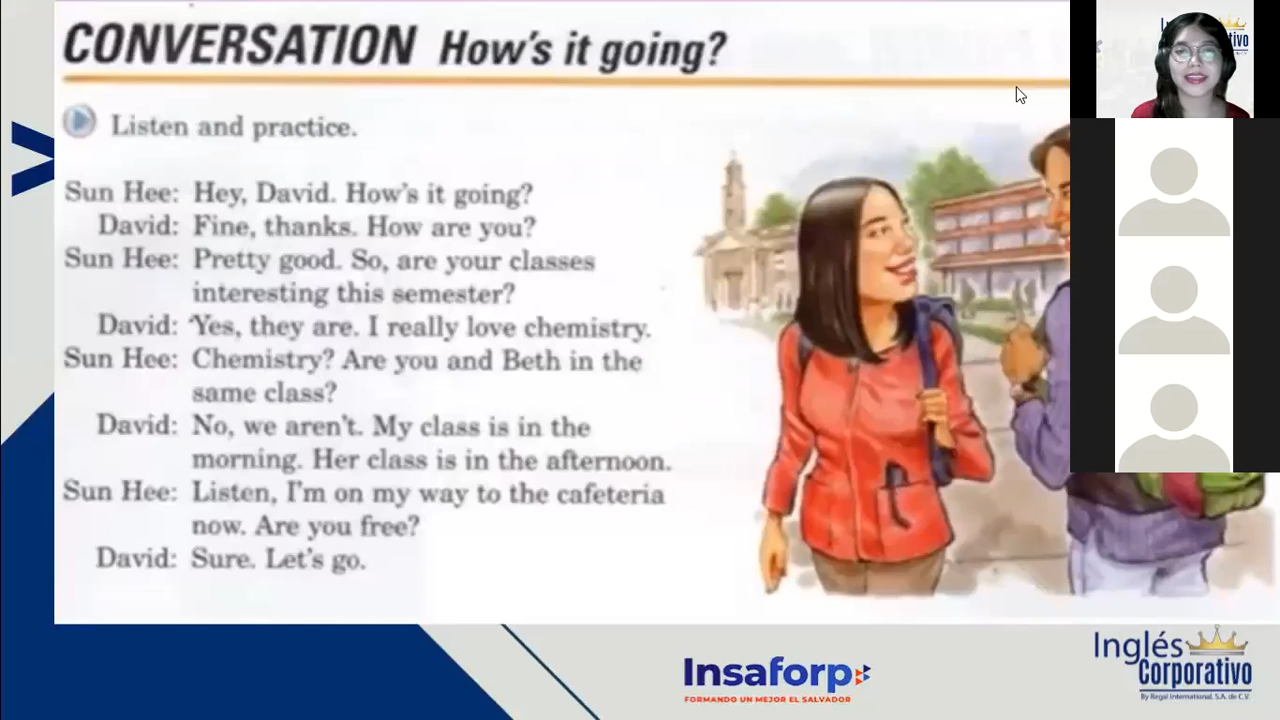 CONVERSATION How's it going?
Listen and practice.
Sun Hee: Hey, David. How's it going?
David: Fine, thanks. How are you?
Sun Hee: Pretty good. So, are your classes
interesting this semester?
David: Yes, they are. I really love chemistry.
Sun Hee: Chemistry? Are you and Beth in the
same class?
David: No, we aren't. My class is in the
morning. Her class is in the afternoon.
Sun Hee: Listen, I'm on my way to the cafeteria
now. Are you free?
David: Sure. Let's go.
Insaforp
FORMANDO UN MEJOR EL SALVADOR
Inglés
Corporativo
By Regal International, S.A. de C.V.